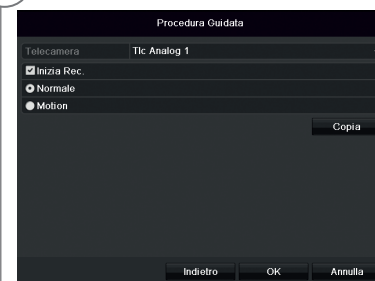 Procedura Guidata
Telecamera Tlc Analog 1
Inizia Rec.
Normale
Motion
Copia
Indietro OK Annulla